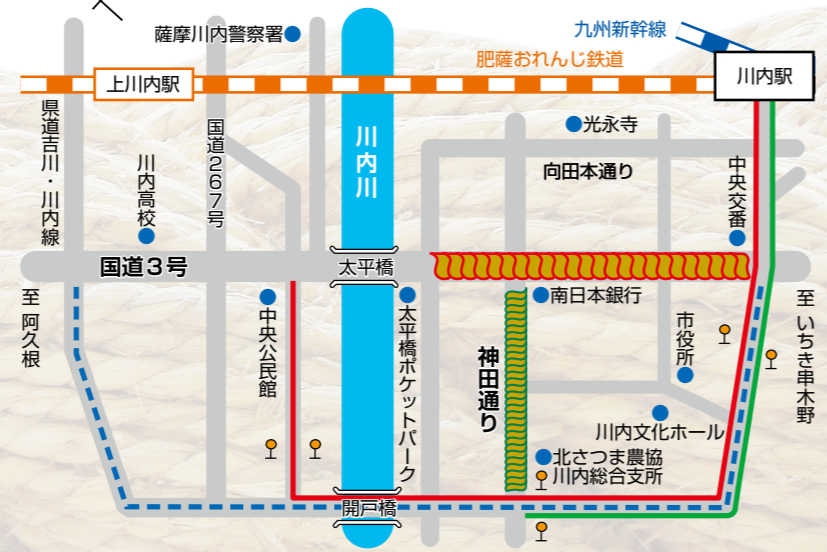 薩摩川内警察署
九州新幹線
肥薩おれんじ鉄道
上川内駅
川内駅
県道吉川・川内線
川内高校
国道267号
川内川
光永寺
向田本通り
中央交番
国道3号
太平橋
至 阿久根
中央公民館
太平橋ポケットパーク
南日本銀行
神田通り
市役所
至 いちき串木野
川内文化ホール
北さつま農協
川内総合支所
開戸橋